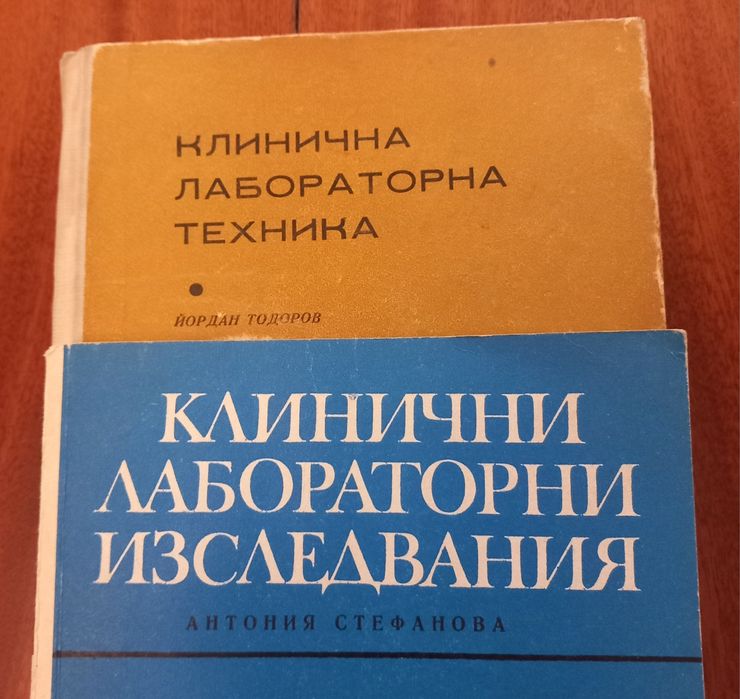 КЛИНИЧНА
ЛАБОРАТОРНА
ТЕХНИКА
ЙОРДАН ТОДОРОВ
КЛИНИЧНИ
ЛАБОРАТОРНИ
ИЗСЛЕДВАНИЯ
АНТОНИЯ СТЕФАНОВА